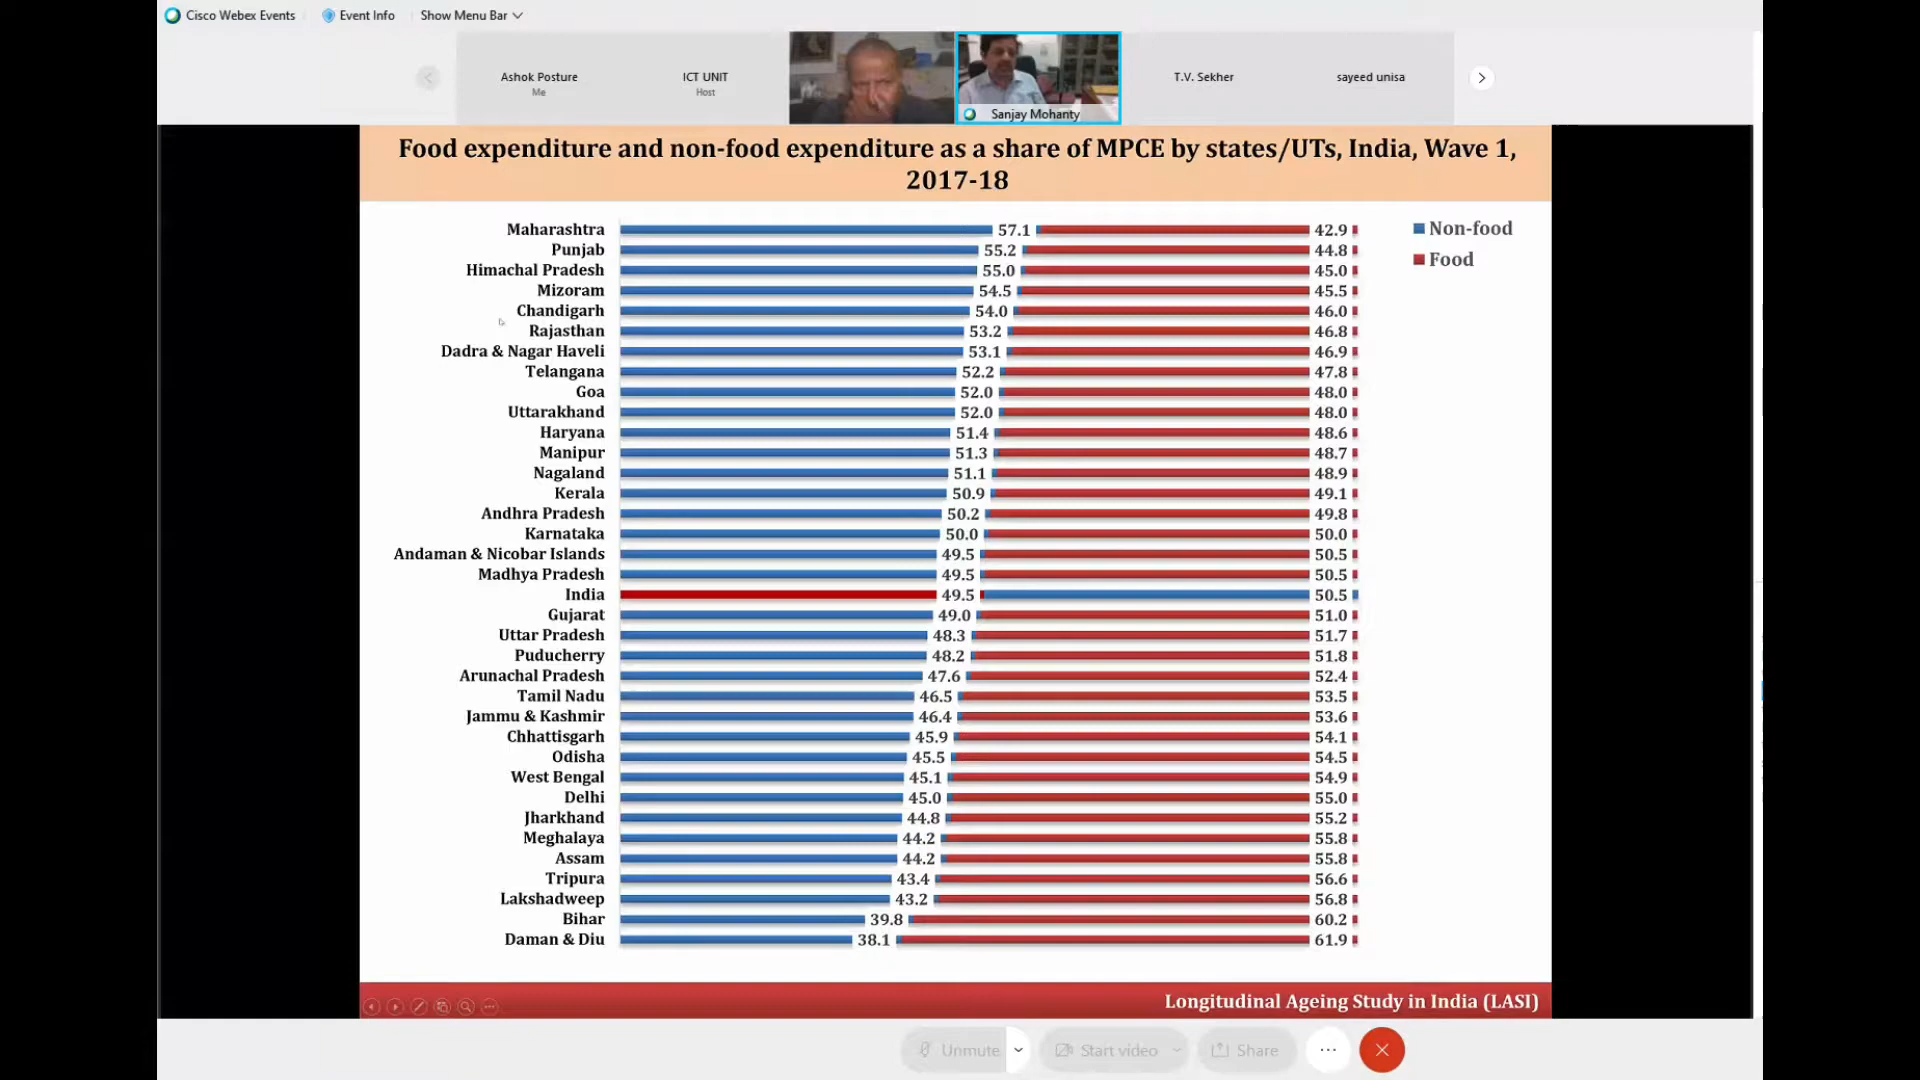 Cisco Webex Events Event Info Show Menu Bar
Ashok Posture
Me
ICT UNIT
Host
Sanjay Mohanty
T.V. Sekher
sayeed unisa
Food expenditure and non-food expenditure as a share of MPCE by states/UTs, India, Wave 1,
2017-18
Non-food
Food
Maharashtra 57.1 42.9
Punjab 55.2 44.8
Himachal Pradesh 55.0 45.0
Mizoram 54.5 45.5
Chandigarh 54.0 46.0
Rajasthan 53.2 46.8
Dadra & Nagar Haveli 53.1 46.9
Telangana 52.2 47.8
Goa 52.0 48.0
Uttarakhand 52.0 48.0
Haryana 51.4 48.6
Manipur 51.3 48.7
Nagaland 51.1 48.9
Kerala 50.9 49.1
Andhra Pradesh 50.2 49.8
Karnataka 50.0 50.0
Andaman & Nicobar Islands 49.5 50.5
Madhya Pradesh 49.5 50.5
India 49.5 50.5
Gujarat 49.0 51.0
Uttar Pradesh 48.3 51.7
Puducherry 48.2 51.8
Arunachal Pradesh 47.6 52.4
Tamil Nadu 46.5 53.5
Jammu & Kashmir 46.4 53.6
Chhattisgarh 45.9 54.1
Odisha 45.5 54.5
West Bengal 45.1 54.9
Delhi 45.0 55.0
Jharkhand 44.8 55.2
Meghalaya 44.2 55.8
Assam 44.2 55.8
Tripura 43.4 56.6
Lakshadweep 43.2 56.8
Bihar 39.8 60.2
Daman & Diu 38.1 61.9
Longitudinal Ageing Study in India (LASI)
Unmute Start video Share